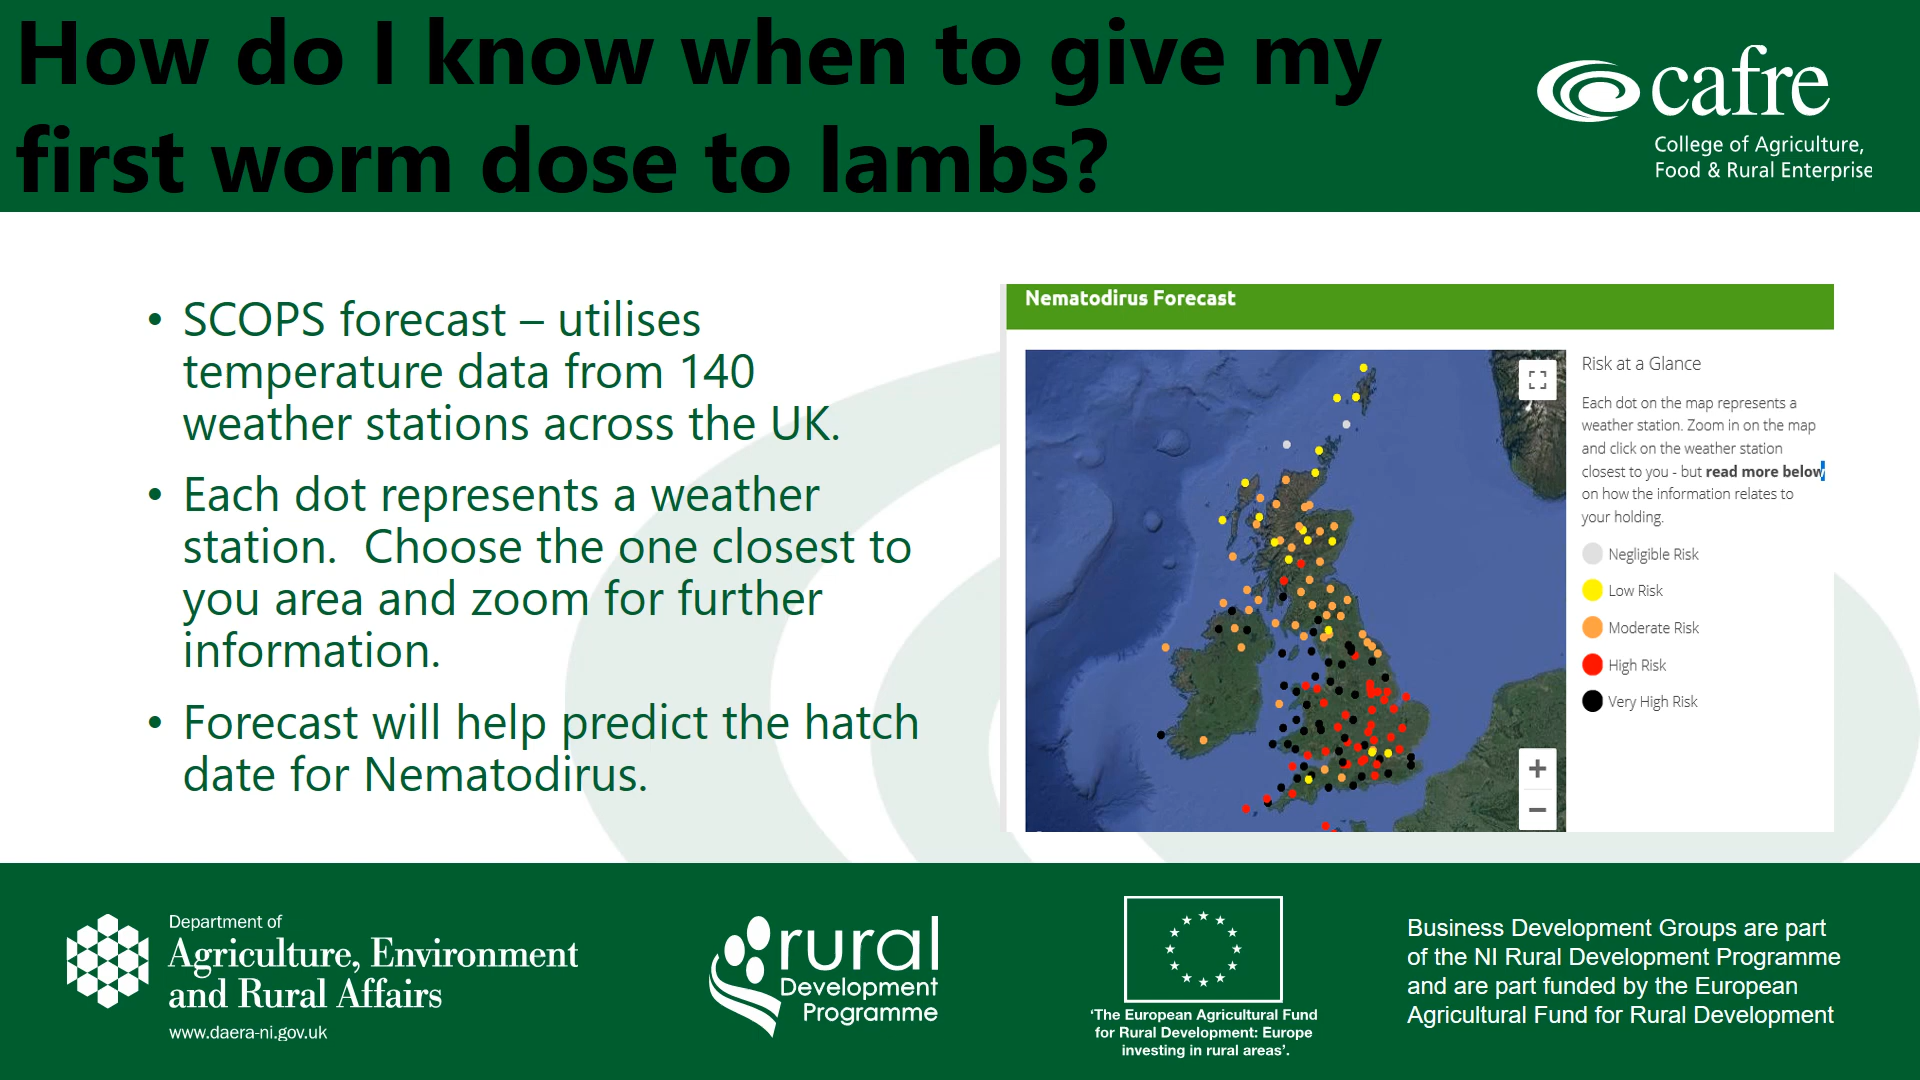 How do I know when to give my
first worm dose to lambs?
cafre
College of Agriculture,
Food & Rural Enterprise
• SCOPS forecast – utilises
temperature data from 140
weather stations across the UK.
• Each dot represents a weather
station.  Choose the one closest to
you area and zoom for further
information.
• Forecast will help predict the hatch
date for Nematodirus.
Nematodirus Forecast
Risk at a Glance
Each dot on the map represents a
weather station. Zoom in on the map
and click on the weather station
closest to you - but read more below
on how the information relates to
your holding.
Negligible Risk
Low Risk
Moderate Risk
High Risk
Very High Risk
+
−
Department of
Agriculture, Environment
and Rural Affairs
www.daera-ni.gov.uk
rural
Development
Programme
‘The European Agricultural Fund
for Rural Development: Europe
investing in rural areas’.
Business Development Groups are part
of the NI Rural Development Programme
and are part funded by the European
Agricultural Fund for Rural Development